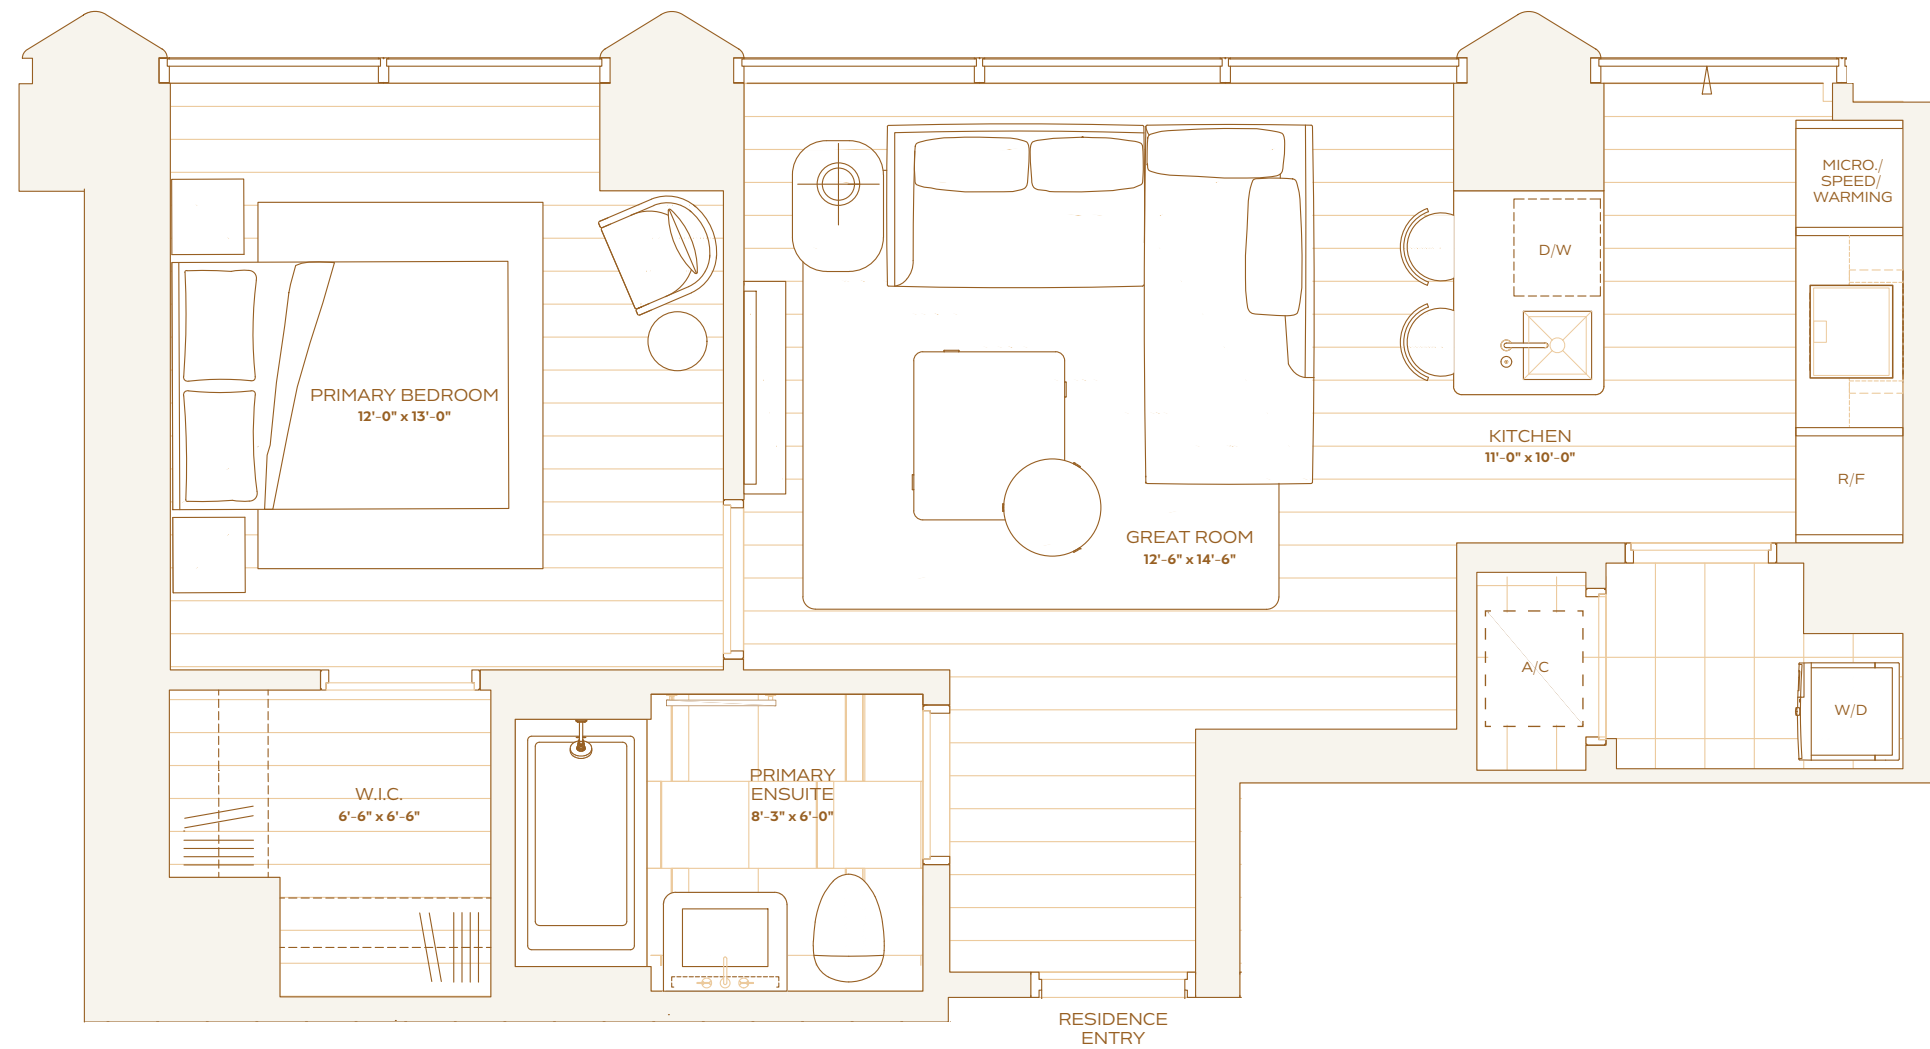 MICRO./
SPEED/
WARMING
D/W
PRIMARY BEDROOM
12'-0" x 13'-0"
KITCHEN
11'-0" x 10'-0"
R/F
GREAT ROOM
12'-6" x 14'-6"
A/C
W/D
PRIMARY
ENSUITE
8'-3" x 6'-0"
W.I.C.
6'-6" x 6'-6"
RESIDENCE
ENTRY